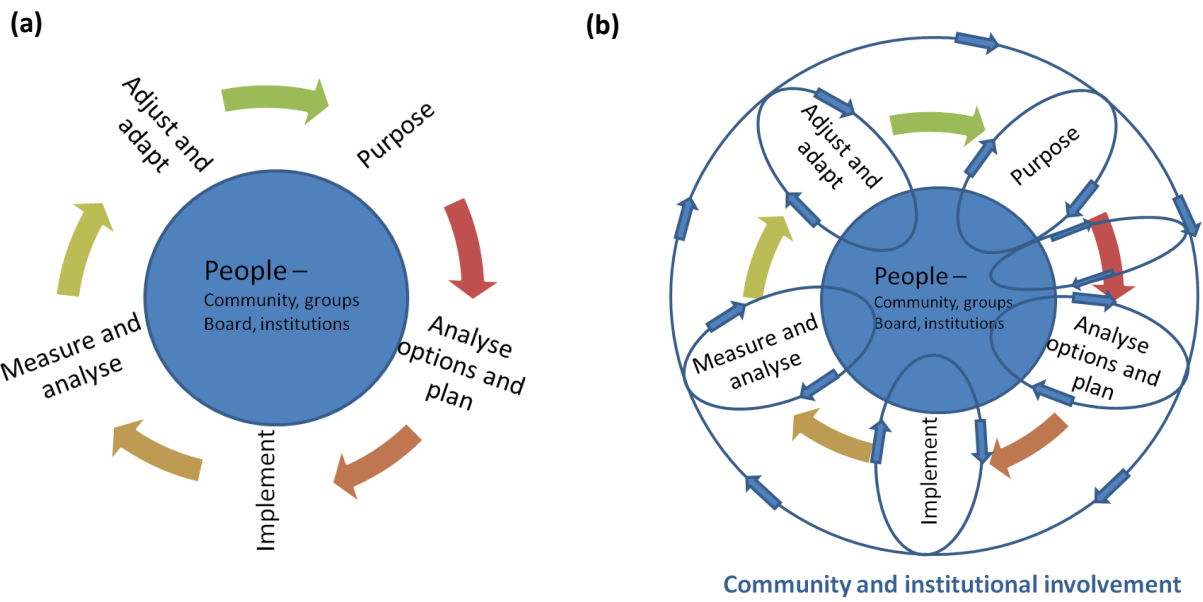 (a)
Adjust and
adapt
Purpose
People –
Community, groups
Board, institutions
Analyse
options and
plan
Implement
Measure and
analyse
(b)
Adjust and
adapt
Purpose
People –
Community, groups
Board, institutions
Analyse
options and
plan
Implement
Measure and
analyse
Community and institutional involvement